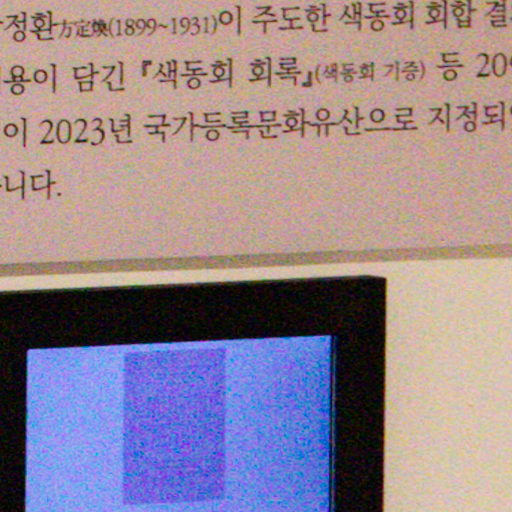 정환方定煥(1899~1931)이 주도한 색동회 회합 결
용이 담긴 『색동회 회록』(색동회 기증) 등 20
이 2023년 국가등록문화유산으로 지정되
니다.